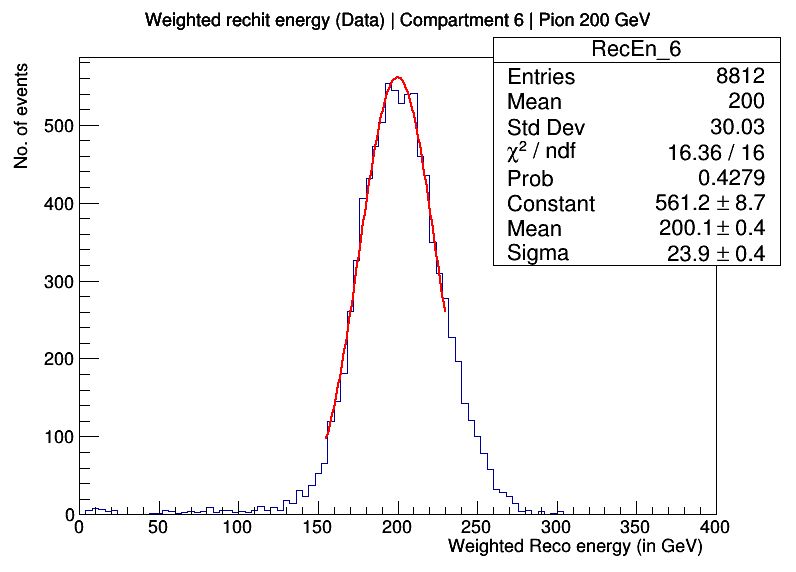 Weighted rechit energy (Data) | Compartment 6 | Pion 200 GeV
RecEn_6
Entries 8812
Mean 200
Std Dev 30.03
χ² / ndf 16.36 / 16
Prob 0.4279
Constant 561.2 ± 8.7
Mean 200.1 ± 0.4
Sigma 23.9 ± 0.4
No. of events
500
400
300
200
100
0
0 50 100 150 200 250 300 350 400
Weighted Reco energy (in GeV)